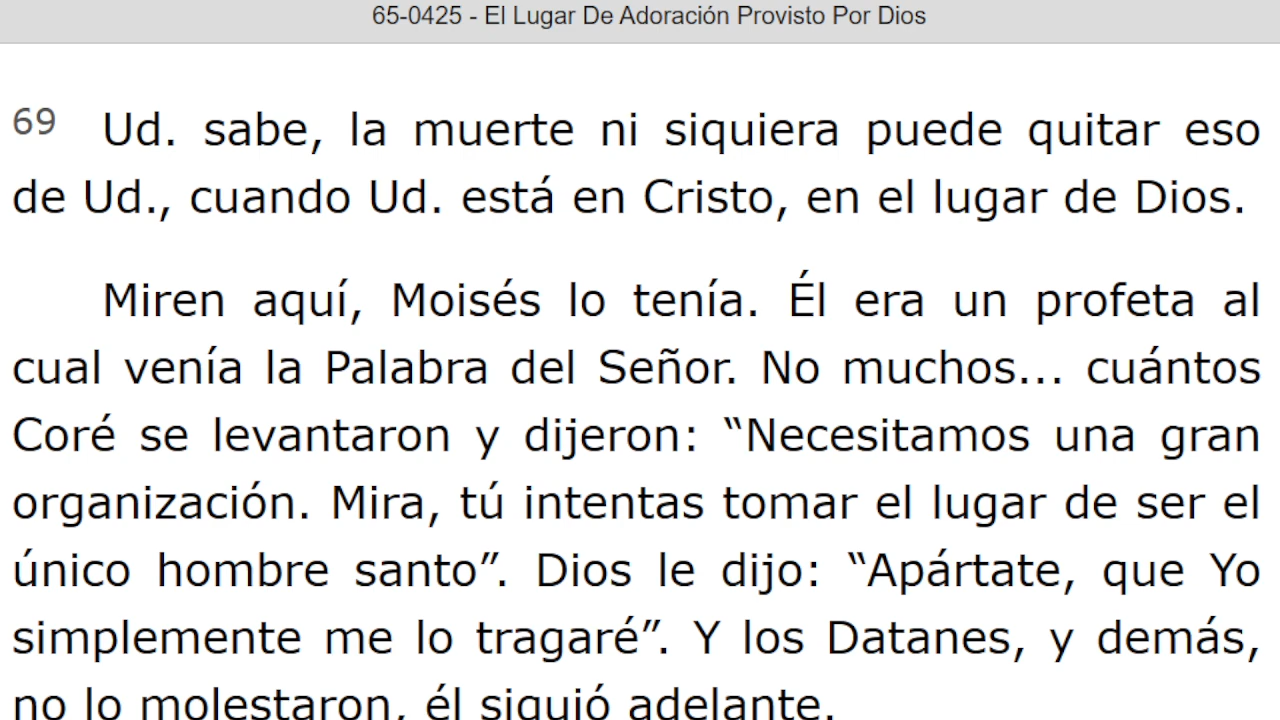 65-0425 - El Lugar De Adoración Provisto Por Dios
69 Ud. sabe, la muerte ni siquiera puede quitar eso
de Ud., cuando Ud. está en Cristo, en el lugar de Dios.
Miren aquí, Moisés lo tenía. Él era un profeta al
cual venía la Palabra del Señor. No muchos... cuántos
Coré se levantaron y dijeron: “Necesitamos una gran
organización. Mira, tú intentas tomar el lugar de ser el
único hombre santo”. Dios le dijo: “Apártate, que Yo
simplemente me lo tragaré”. Y los Datanes, y demás,
no lo molestaron, él siguió adelante.